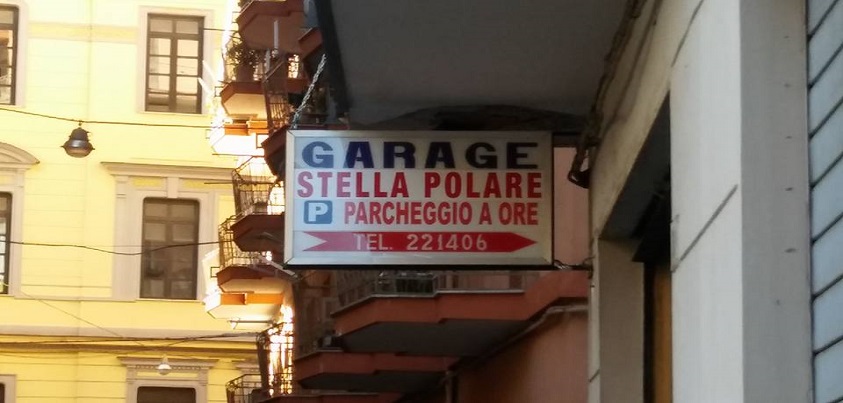 GARAGE
STELLA POLARE
P PARCHEGGIO A ORE
TEL. 221406